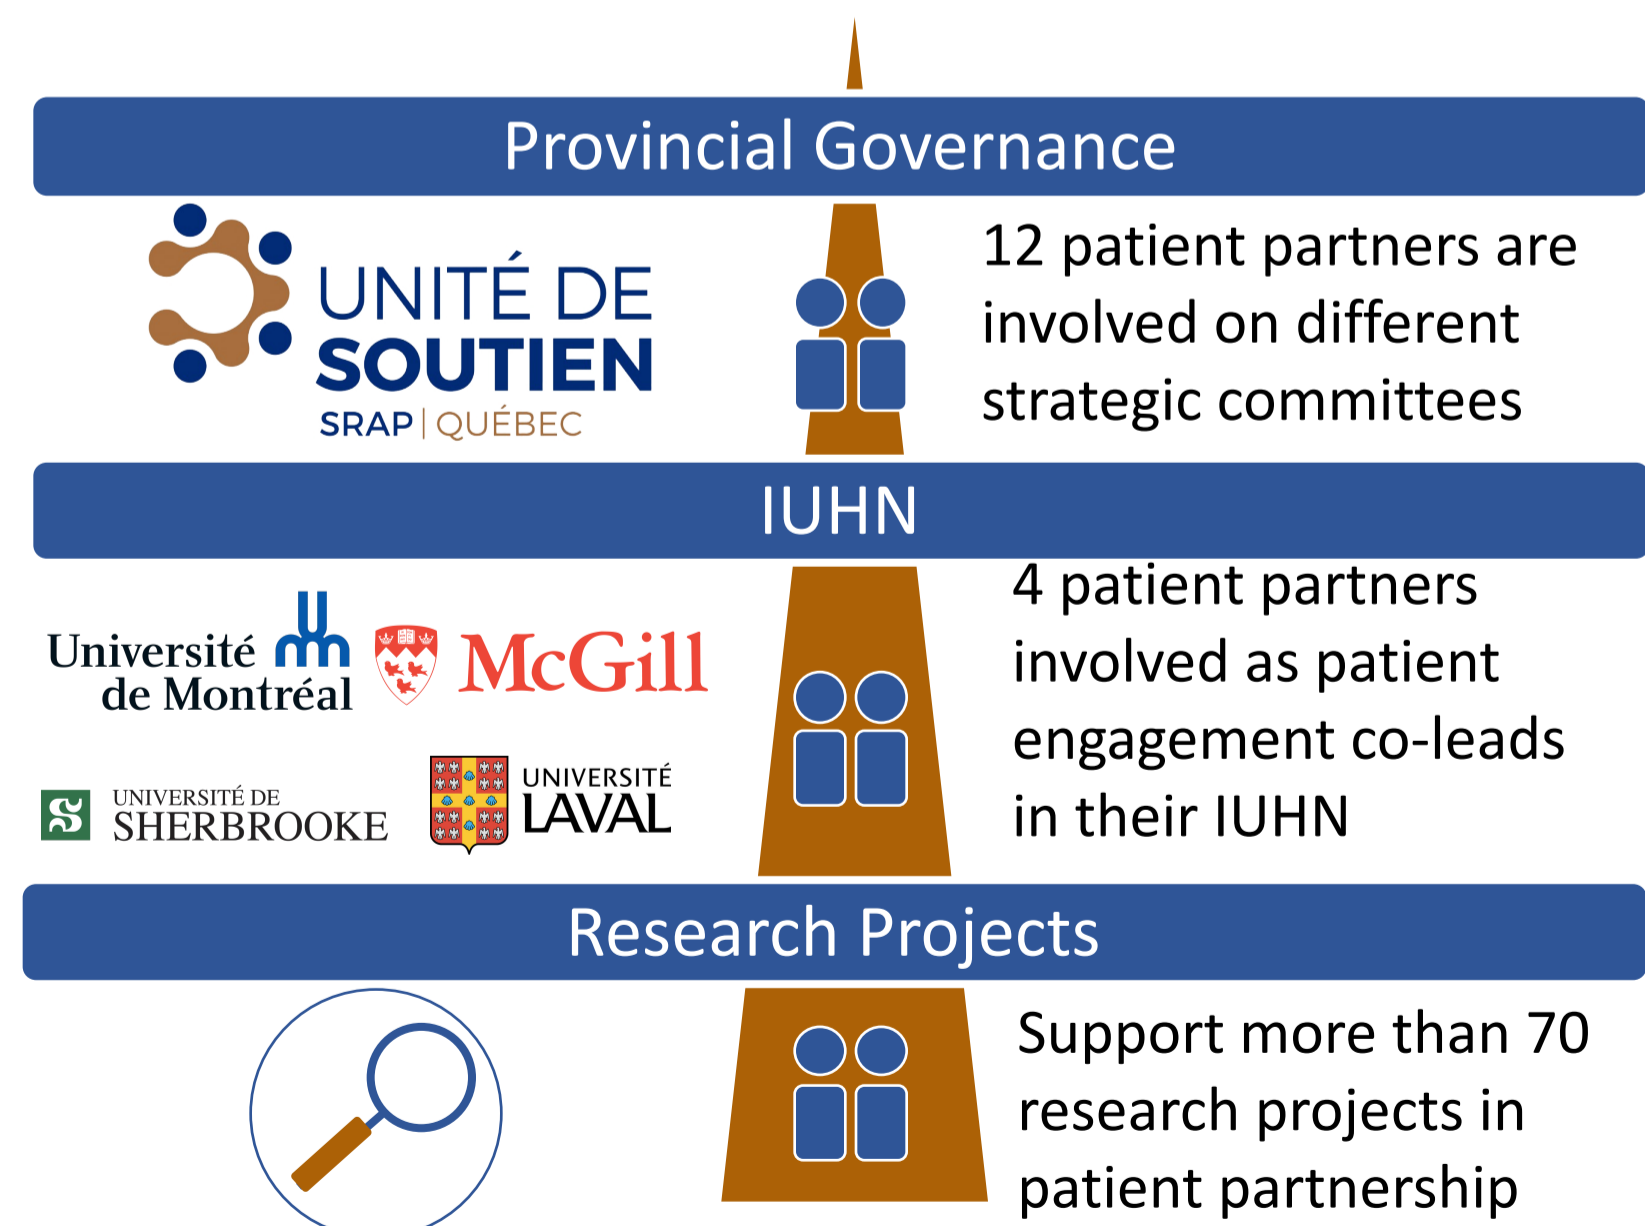 Provincial Governance
UNITÉ DE
SOUTIEN
SRAP | QUÉBEC
12 patient partners are
involved on different
strategic committees
IUHN
Université
de Montréal
McGill
UNIVERSITÉ DE
SHERBROOKE
UNIVERSITÉ
LAVAL
4 patient partners
involved as patient
engagement co-leads
in their IUHN
Research Projects
Support more than 70
research projects in
patient partnership